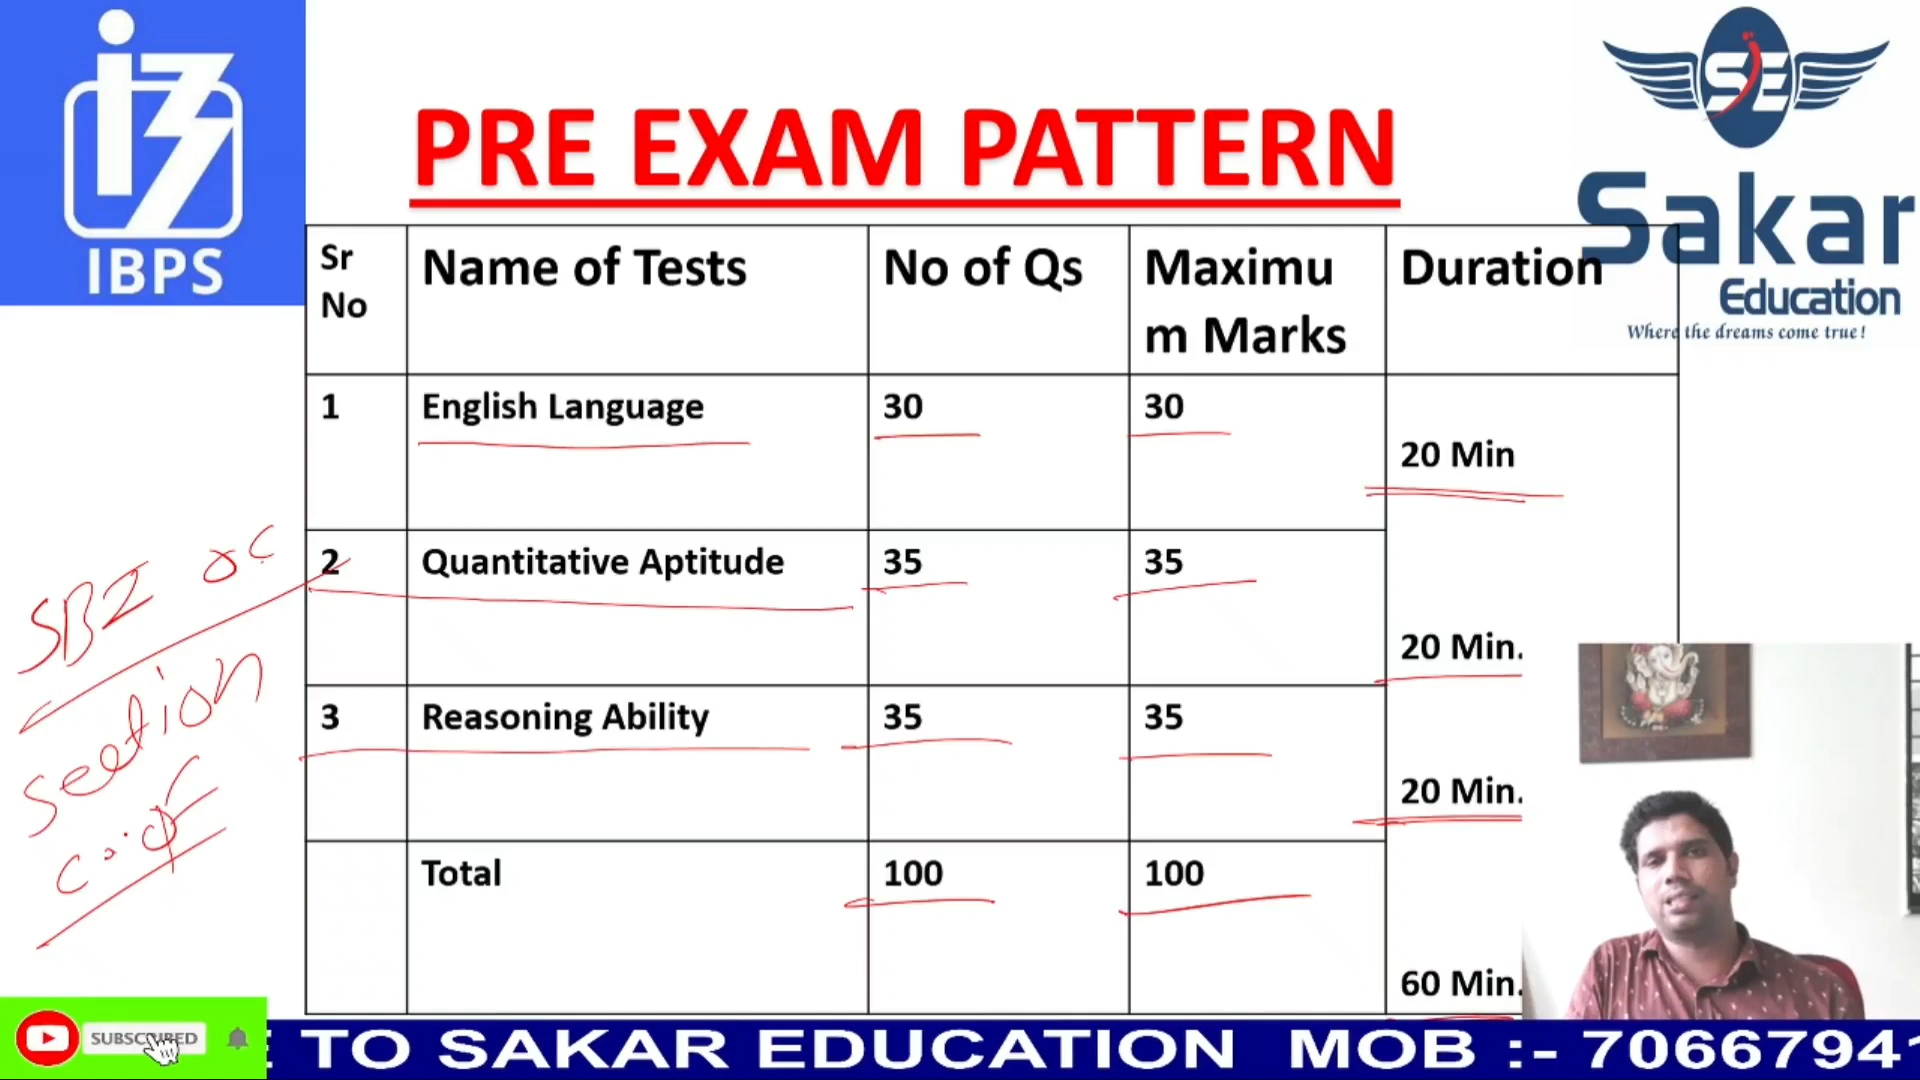 IBPS
PRE EXAM PATTERN
SE
Sakar
Education
Where the dreams come true!
Sr No
Name of Tests
No of Qs
Maximu
m Marks
Duration
1
English Language
30
30
20 Min
2
Quantitative Aptitude
35
35
20 Min.
3
Reasoning Ability
35
35
20 Min.
Total
100
100
60 Min.
SBI
section
SUBSCRIBED
E TO SAKAR EDUCATION MOB :- 7066794